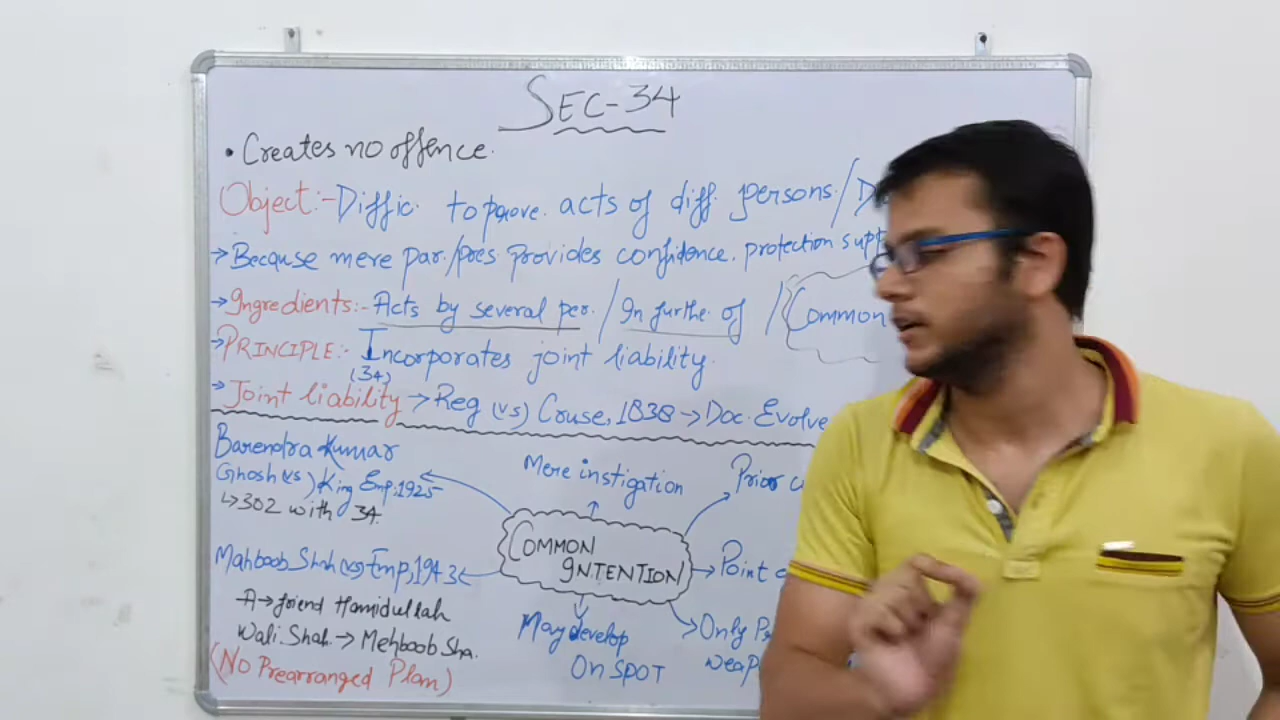 SEC-34
• Creates no offence.
Object:- Diffic. to prove. acts of diff. persons /
→ Because mere par./pres. provides confidence. protection supp
→ Ingredients:- Acts by several per. / In furthe. of / Common
→ PRINCIPLE:- Incorporates joint liability.
(34)
→ Joint liability → Reg (vs) Cruse, 1838 → Doc. Evolve
Barendra Kumar
Ghosh (vs) King Emp, 1925
↳ 302 with 34.
Mahboob Shah (vs) Emp, 1943
A → friend Hamidullah
Wali. Shah → Mehboob Sha.
(No Prearranged Plan)
Mere instigation
Prior
COMMON
INTENTION
Point
May develop
On SPOT
Only
weap